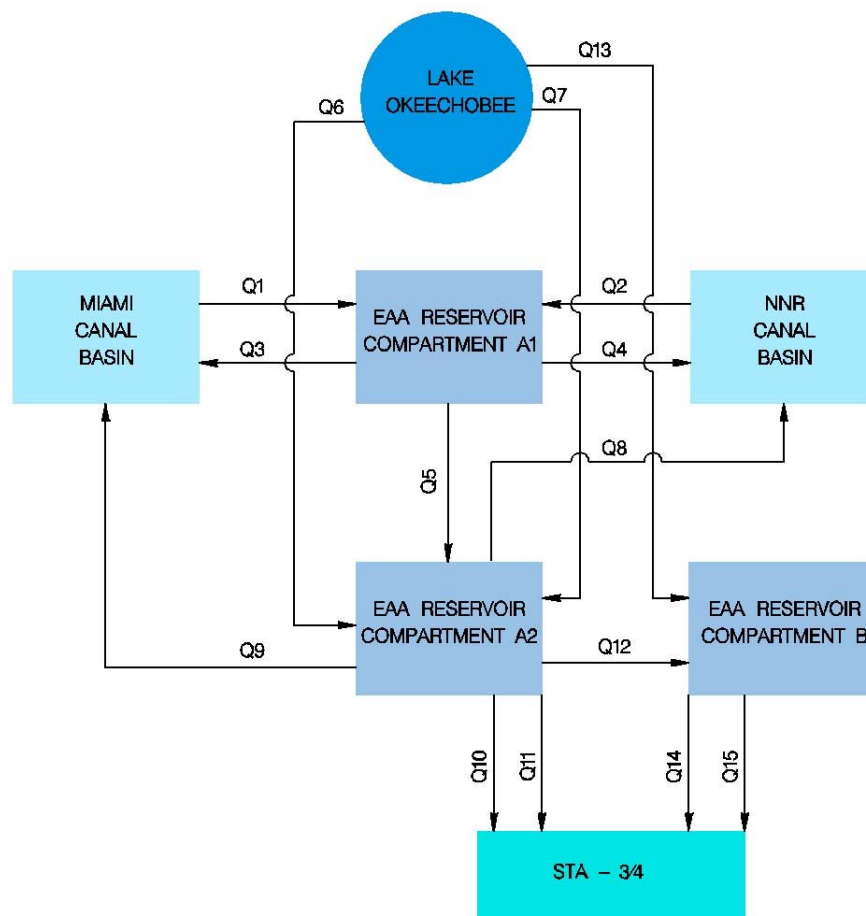 Q13
LAKE
OKEECHOBEE
Q6
Q7
Q1
Q2
MIAMI
CANAL
BASIN
EAA RESERVOIR
COMPARTMENT A1
NNR
CANAL
BASIN
Q3
Q4
Q5
Q8
EAA RESERVOIR
COMPARTMENT A2
EAA RESERVOIR
COMPARTMENT B
Q9
Q12
Q10
Q11
Q14
Q15
STA - 3/4